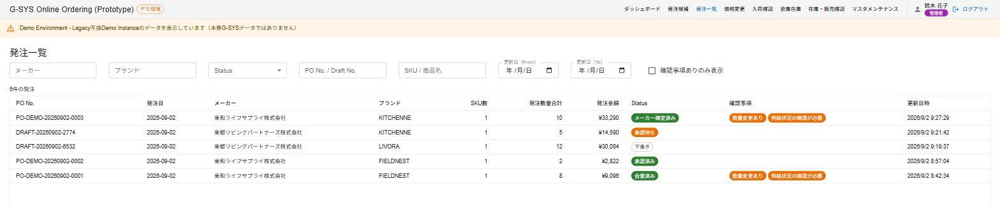 G-SYS Online Ordering (Prototype) デモ環境 ダッシュボード 発注候補 発注一覧 価格変更 入荷確認 倉庫在庫 在庫・販売確認 マスタメンテナンス 鈴木 花子 管理者 ログアウト
Demo Environment - Legacy互換Demo Instanceのデータを表示しています（本番G-SYSデータではありません）
発注一覧
メーカー ブランド Status PO No. / Draft No. SKU / 商品名 更新日（From） 年 /月/日 更新日（To） 年 /月/日 確認事項ありのみ表示
5件の発注
PO No. 発注日 メーカー ブランド SKU数 発注数量合計 発注金額 Status 確認事項 更新日時
PO-DEMO-20260902-0003 2026-09-02 東和ライフサプライ株式会社 KITCHENNE 1 10 ¥33,290 メーカー確定済み 数量変更あり 供給状況の確認が必要 2026/9/2 9:27:29
DRAFT-20260902-2774 2026-09-02 東都リビングパートナーズ株式会社 KITCHENNE 1 5 ¥14,590 承認待ち 2026/9/2 9:21:42
DRAFT-20260902-6532 2026-09-02 東都リビングパートナーズ株式会社 LIVORA 1 12 ¥30,084 下書き 2026/9/2 9:19:37
PO-DEMO-20260902-0002 2026-09-02 東和ライフサプライ株式会社 FIELDNEST 1 2 ¥2,822 承認済み 2026/9/2 8:57:04
PO-DEMO-20260902-0001 2026-09-02 東和ライフサプライ株式会社 FIELDNEST 1 8 ¥9,096 合意済み 数量変更あり 供給状況の確認が必要 2026/9/2 8:42:34